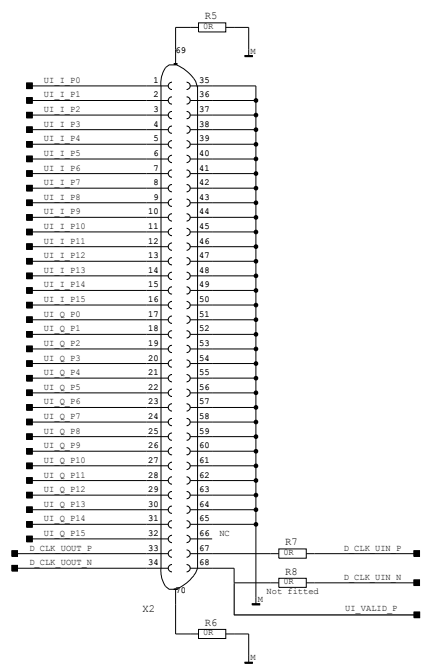 R5
0R
69
M
UI_I_P0 1 35
UI_I_P1 2 36
UI_I_P2 3 37
UI_I_P3 4 38
UI_I_P4 5 39
UI_I_P5 6 40
UI_I_P6 7 41
UI_I_P7 8 42
UI_I_P8 9 43
UI_I_P9 10 44
UI_I_P10 11 45
UI_I_P11 12 46
UI_I_P12 13 47
UI_I_P13 14 48
UI_I_P14 15 49
UI_I_P15 16 50
UI_Q_P0 17 51
UI_Q_P1 18 52
UI_Q_P2 19 53
UI_Q_P3 20 54
UI_Q_P4 21 55
UI_Q_P5 22 56
UI_Q_P6 23 57
UI_Q_P7 24 58
UI_Q_P8 25 59
UI_Q_P9 26 60
UI_Q_P10 27 61
UI_Q_P11 28 62
UI_Q_P12 29 63
UI_Q_P13 30 64
UI_Q_P14 31 65
UI_Q_P15 32 66 NC
D_CLK_UOUT_P 33 67 R7 0R D_CLK_UIN_P
D_CLK_UOUT_N 34 68 R8 0R D_CLK_UIN_N
Not fitted
M
X2 70 UI_VALID_P
R6
0R
M